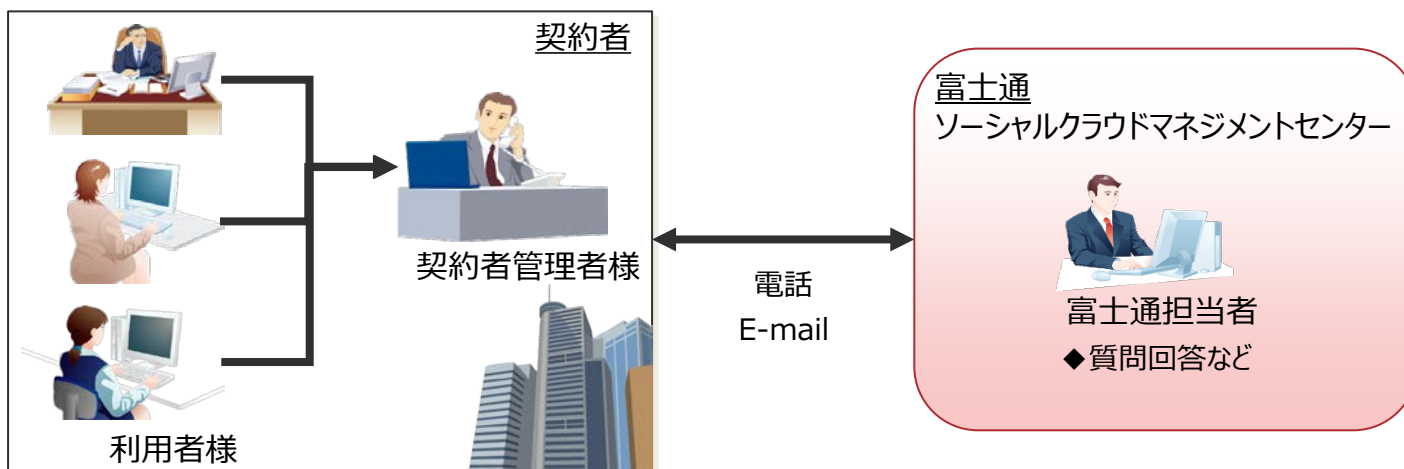 契約者
契約者管理者様
利用者様
電話
E-mail
富士通
ソーシャルクラウドマネジメントセンター
富士通担当者
◆質問回答など